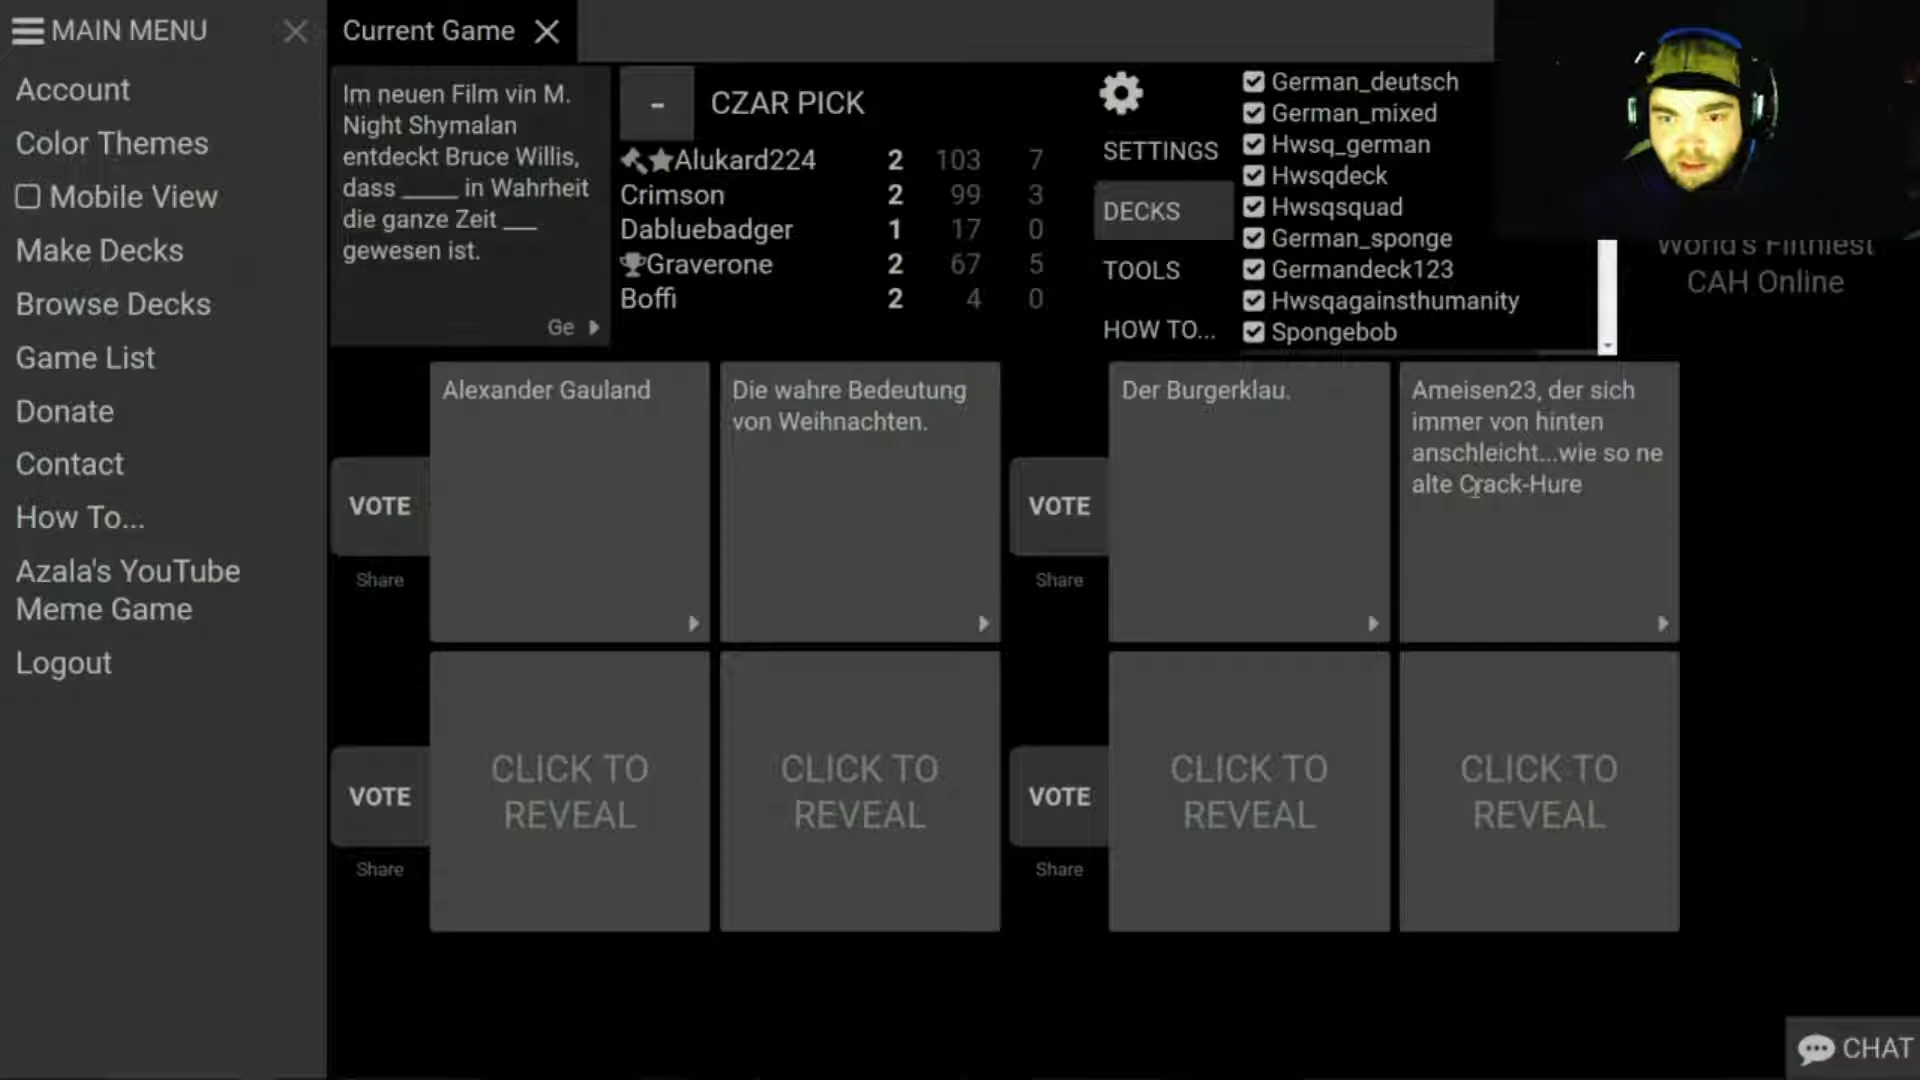 MAIN MENU
Account
Color Themes
Mobile View
Make Decks
Browse Decks
Game List
Donate
Contact
How To...
Azala's YouTube
Meme Game
Logout
Current Game
Im neuen Film vin M.
Night Shymalan
entdeckt Bruce Willis,
dass _____ in Wahrheit
die ganze Zeit ___
gewesen ist.
Ge
-
CZAR PICK
Alukard224 2 103 7
Crimson 2 99 3
Dabluebadger 1 17 0
Graverone 2 67 5
Boffi 2 4 0
SETTINGS
DECKS
TOOLS
HOW TO...
German_deutsch
German_mixed
Hwsq_german
Hwsqdeck
Hwsqsquad
German_sponge
Germandeck123
Hwsqagainsthumanity
Spongebob
World's Filthiest
CAH Online
VOTE
Share
Alexander Gauland
Die wahre Bedeutung
von Weihnachten.
VOTE
Share
Der Burgerklau.
Ameisen23, der sich
immer von hinten
anschleicht...wie so ne
alte Crack-Hure
VOTE
Share
CLICK TO
REVEAL
CLICK TO
REVEAL
VOTE
Share
CLICK TO
REVEAL
CLICK TO
REVEAL
CHAT